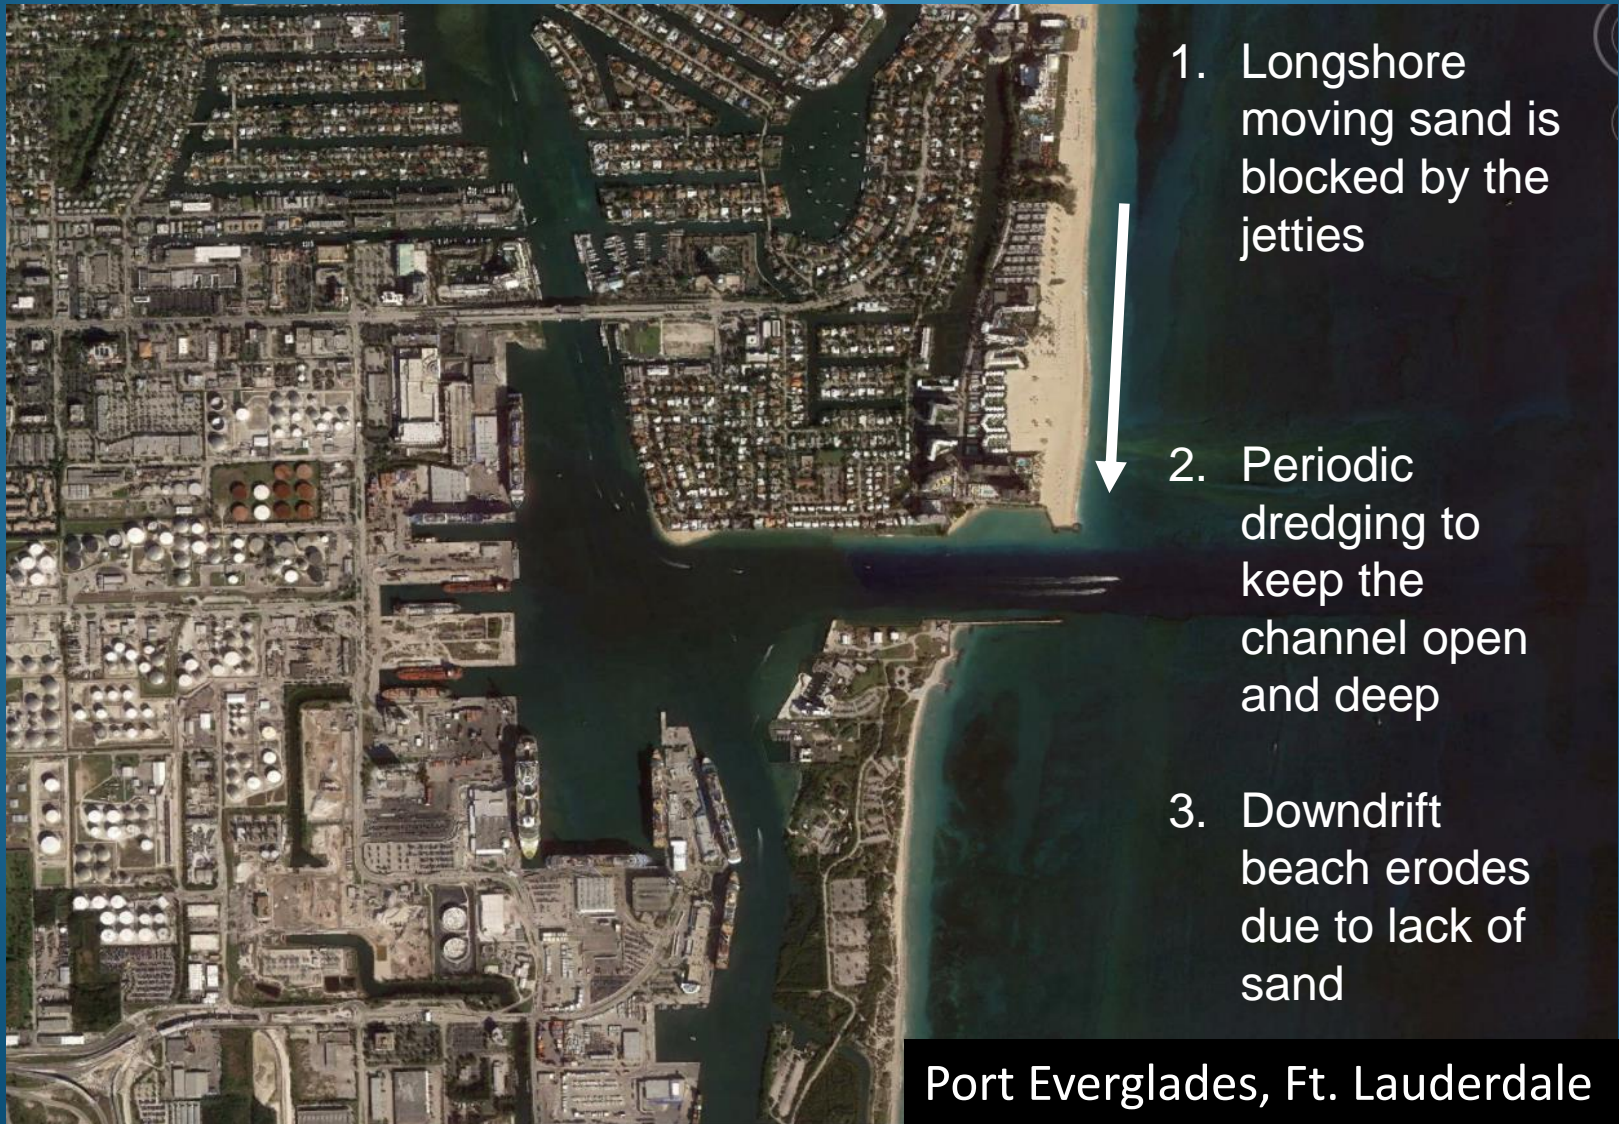 1. Longshore
moving sand is
blocked by the
jetties
2. Periodic
dredging to
keep the
channel open
and deep
3. Downdrift
beach erodes
due to lack of
sand
Port Everglades, Ft. Lauderdale